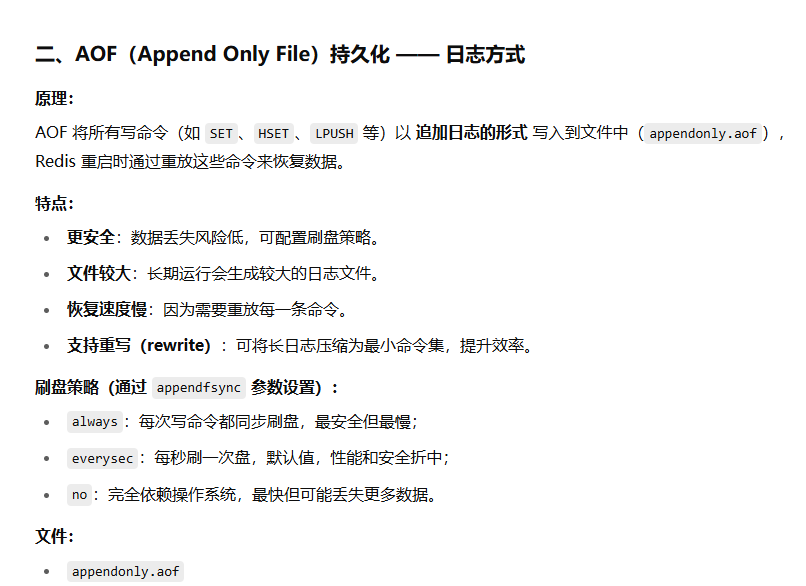 二、AOF（Append Only File）持久化 —— 日志方式
原理：
AOF 将所有写命令（如 SET、HSET、LPUSH 等）以 追加日志的形式 写入到文件中（appendonly.aof），
Redis 重启时通过重放这些命令来恢复数据。
特点：
• 更安全：数据丢失风险低，可配置刷盘策略。
• 文件较大：长期运行会生成较大的日志文件。
• 恢复速度慢：因为需要重放每一条命令。
• 支持重写（rewrite）：可将长日志压缩为最小命令集，提升效率。
刷盘策略（通过 appendfsync 参数设置）：
• always：每次写命令都同步刷盘，最安全但最慢；
• everysec：每秒刷一次盘，默认值，性能和安全折中；
• no：完全依赖操作系统，最快但可能丢失更多数据。
文件：
• appendonly.aof